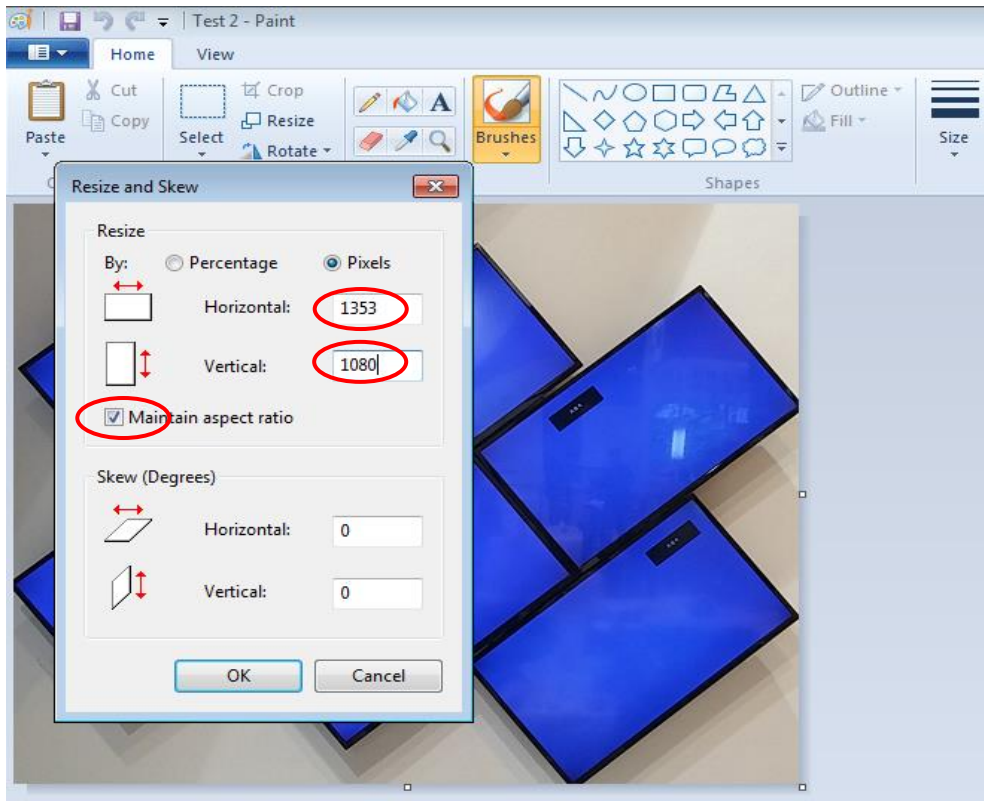 Test 2 - Paint
Home View
Cut
Copy
Paste
Select
Crop
Resize
Rotate
A
Brushes
Outline
Fill
Shapes
Size
Resize and Skew
Resize
By: Percentage Pixels
Horizontal: 1353
Vertical: 1080
Maintain aspect ratio
Skew (Degrees)
Horizontal: 0
Vertical: 0
OK Cancel